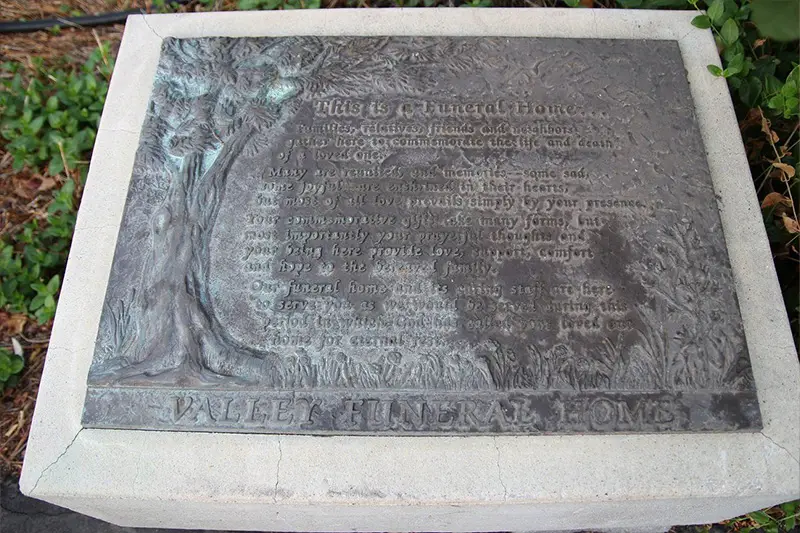 This is a Funeral Home...
Families, relatives, friends and neighbors
gather here to commemorate the life and death
of a loved one.
Many are reunited, and memories—some sad,
some joyful—are enshrined in their hearts,
but most of all love prevails simply by your presence.
Your commemorative gifts take many forms, but
most importantly your prayerful thoughts and
your being here provide love, support, comfort
and hope to the bereaved family.
Our funeral home and its caring staff are here
to serve you as we would be served during this
period in which God has called your loved one
home for eternal rest.
VALLEY FUNERAL HOME